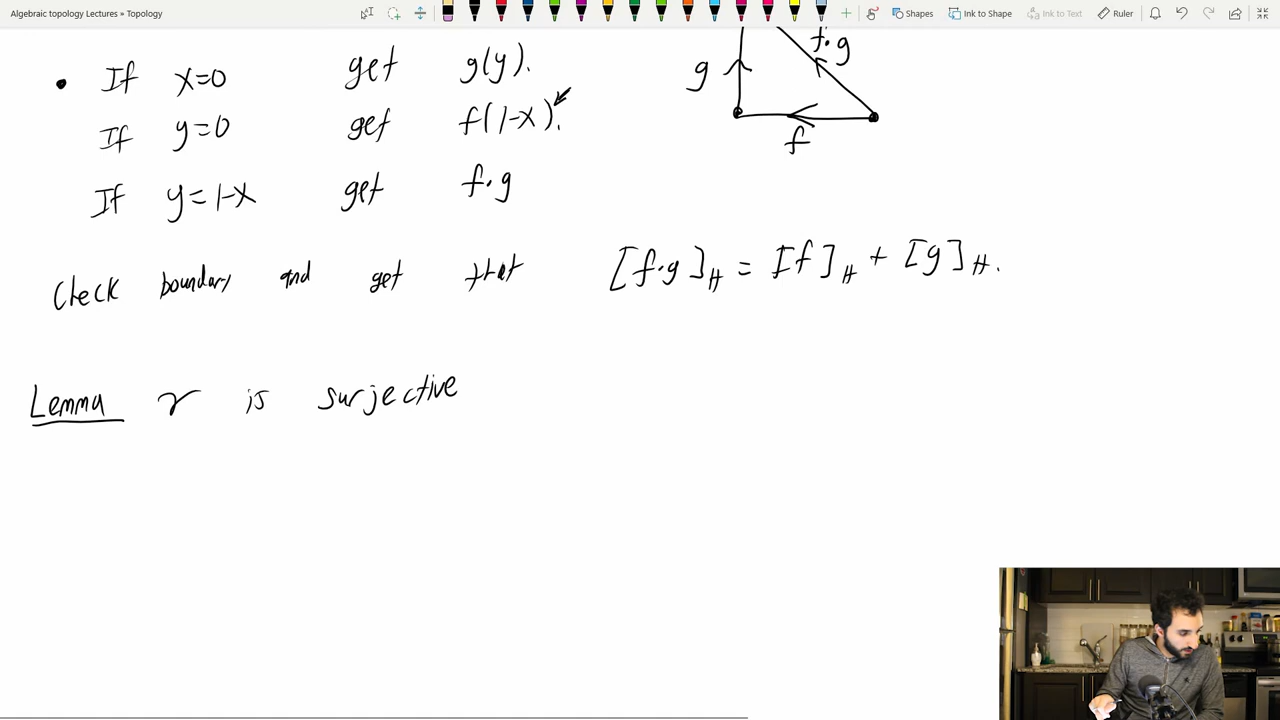 Algebraic topology Lectures – Topology
Shapes Ink to Shape Ink to Text Ruler
• If x=0 get g(y).
If y=0 get f(1-x).
If y=1-x get f·g
g
f·g
f
Check boundary and get that [f·g]_H = [f]_H + [g]_H.
Lemma γ is surjective